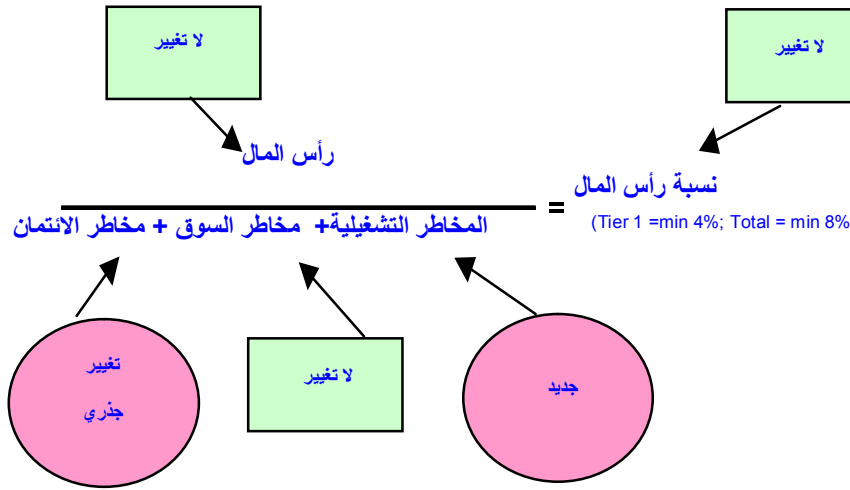 لا تغيير
لا تغيير
رأس المال
نسبة رأس المال
=
(Tier 1 =min 4%; Total = min 8%
المخاطر التشغيلية+ مخاطر السوق + مخاطر الائتمان
تغيير
جذري
لا تغيير
جديد